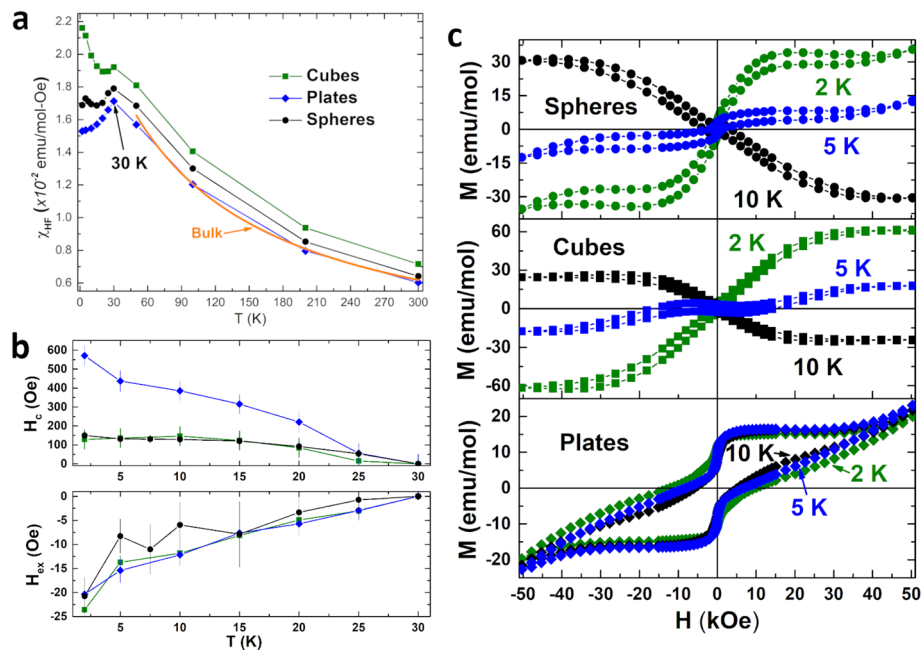 a
2.2
2.0
1.8
1.6
1.4
1.2
1.0
0.8
0.6
χHF (x10⁻² emu/mol-Oe)
Cubes
Plates
Spheres
30 K
Bulk
0 30 60 90 120 150 180 210 240 270 300
T (K)
b
600
500
400
300
200
100
0
Hc (Oe)
0
-5
-10
-15
-20
-25
Hex (Oe)
5 10 15 20 25 30
T (K)
c
30
15
0
-15
-30
M (emu/mol)
Spheres
2 K
5 K
10 K
60
30
0
-30
-60
M (emu/mol)
Cubes
2 K
5 K
10 K
20
10
0
-10
-20
M (emu/mol)
Plates
10 K
2 K
5 K
-50 -40 -30 -20 -10 0 10 20 30 40 50
H (kOe)